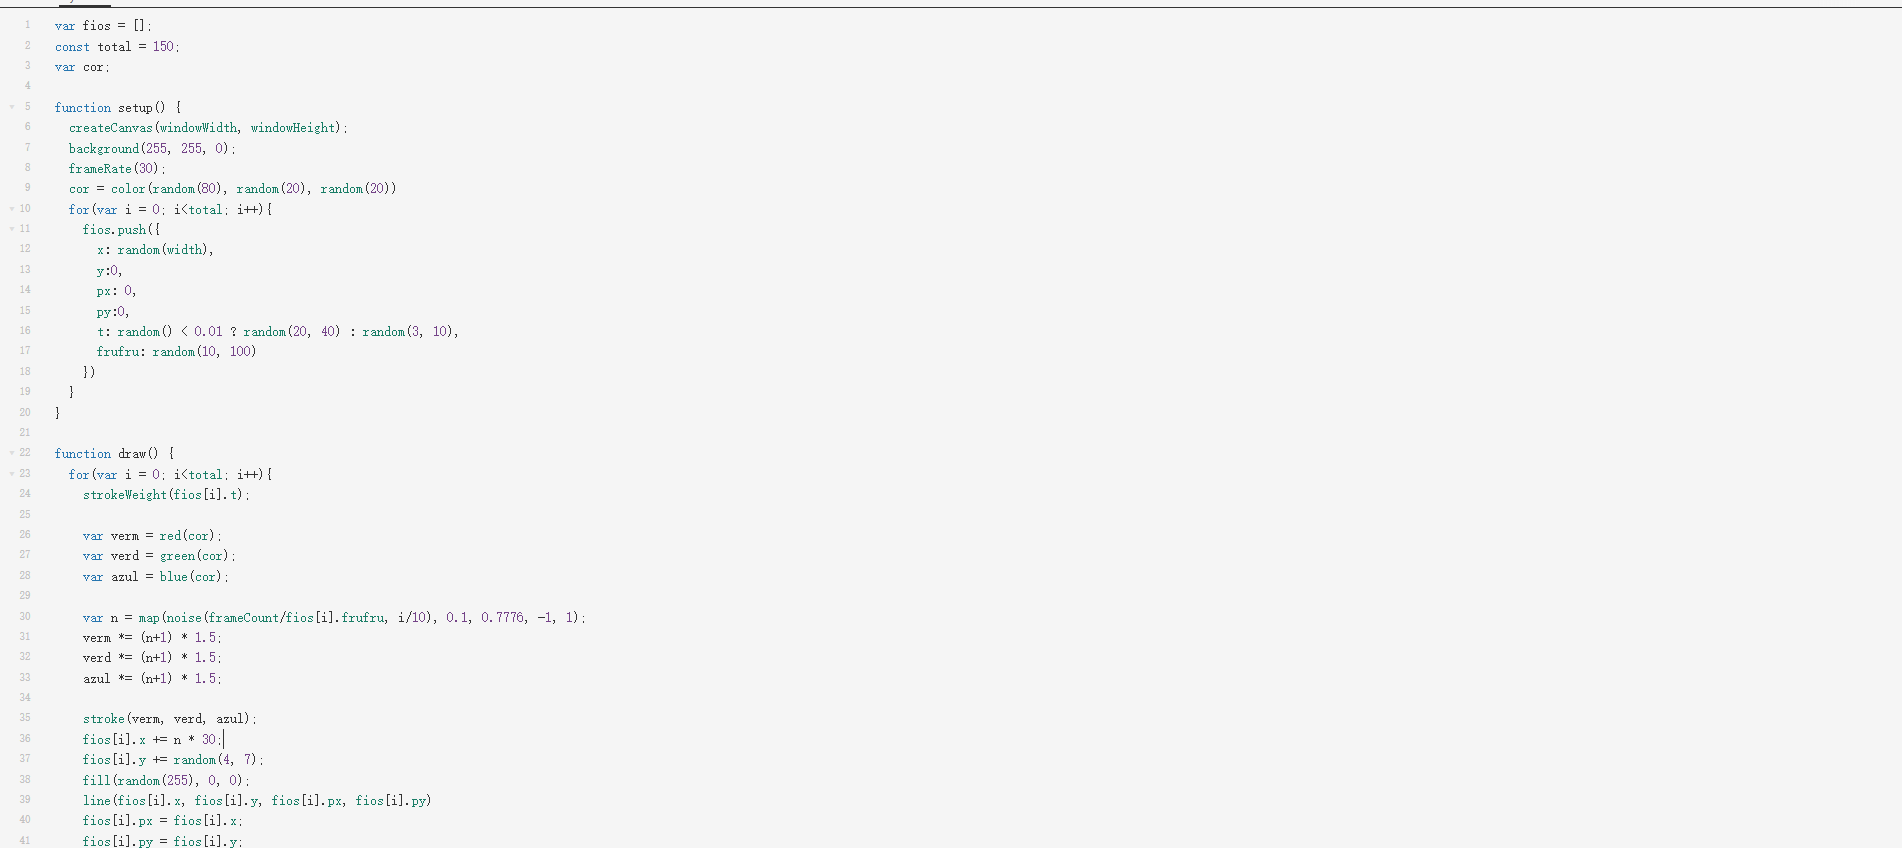 1 var fios = [];
2 const total = 150;
3 var cor;
4
5 function setup() {
6 createCanvas(windowWidth, windowHeight);
7 background(255, 255, 0);
8 frameRate(30);
9 cor = color(random(80), random(20), random(20))
10 for(var i = 0; i<total; i++){
11 fios.push({
12 x: random(width),
13 y:0,
14 px: 0,
15 py:0,
16 t: random() < 0.01 ? random(20, 40) : random(3, 10),
17 frufru: random(10, 100)
18 })
19 }
20 }
21
22 function draw() {
23 for(var i = 0; i<total; i++){
24 strokeWeight(fios[i].t);
25
26 var verm = red(cor);
27 var verd = green(cor);
28 var azul = blue(cor);
29
30 var n = map(noise(frameCount/fios[i].frufru, i/10), 0.1, 0.7776, -1, 1);
31 verm *= (n+1) * 1.5;
32 verd *= (n+1) * 1.5;
33 azul *= (n+1) * 1.5;
34
35 stroke(verm, verd, azul);
36 fios[i].x += n * 30;
37 fios[i].y += random(4, 7);
38 fill(random(255), 0, 0);
39 line(fios[i].x, fios[i].y, fios[i].px, fios[i].py)
40 fios[i].px = fios[i].x;
41 fios[i].py = fios[i].y;